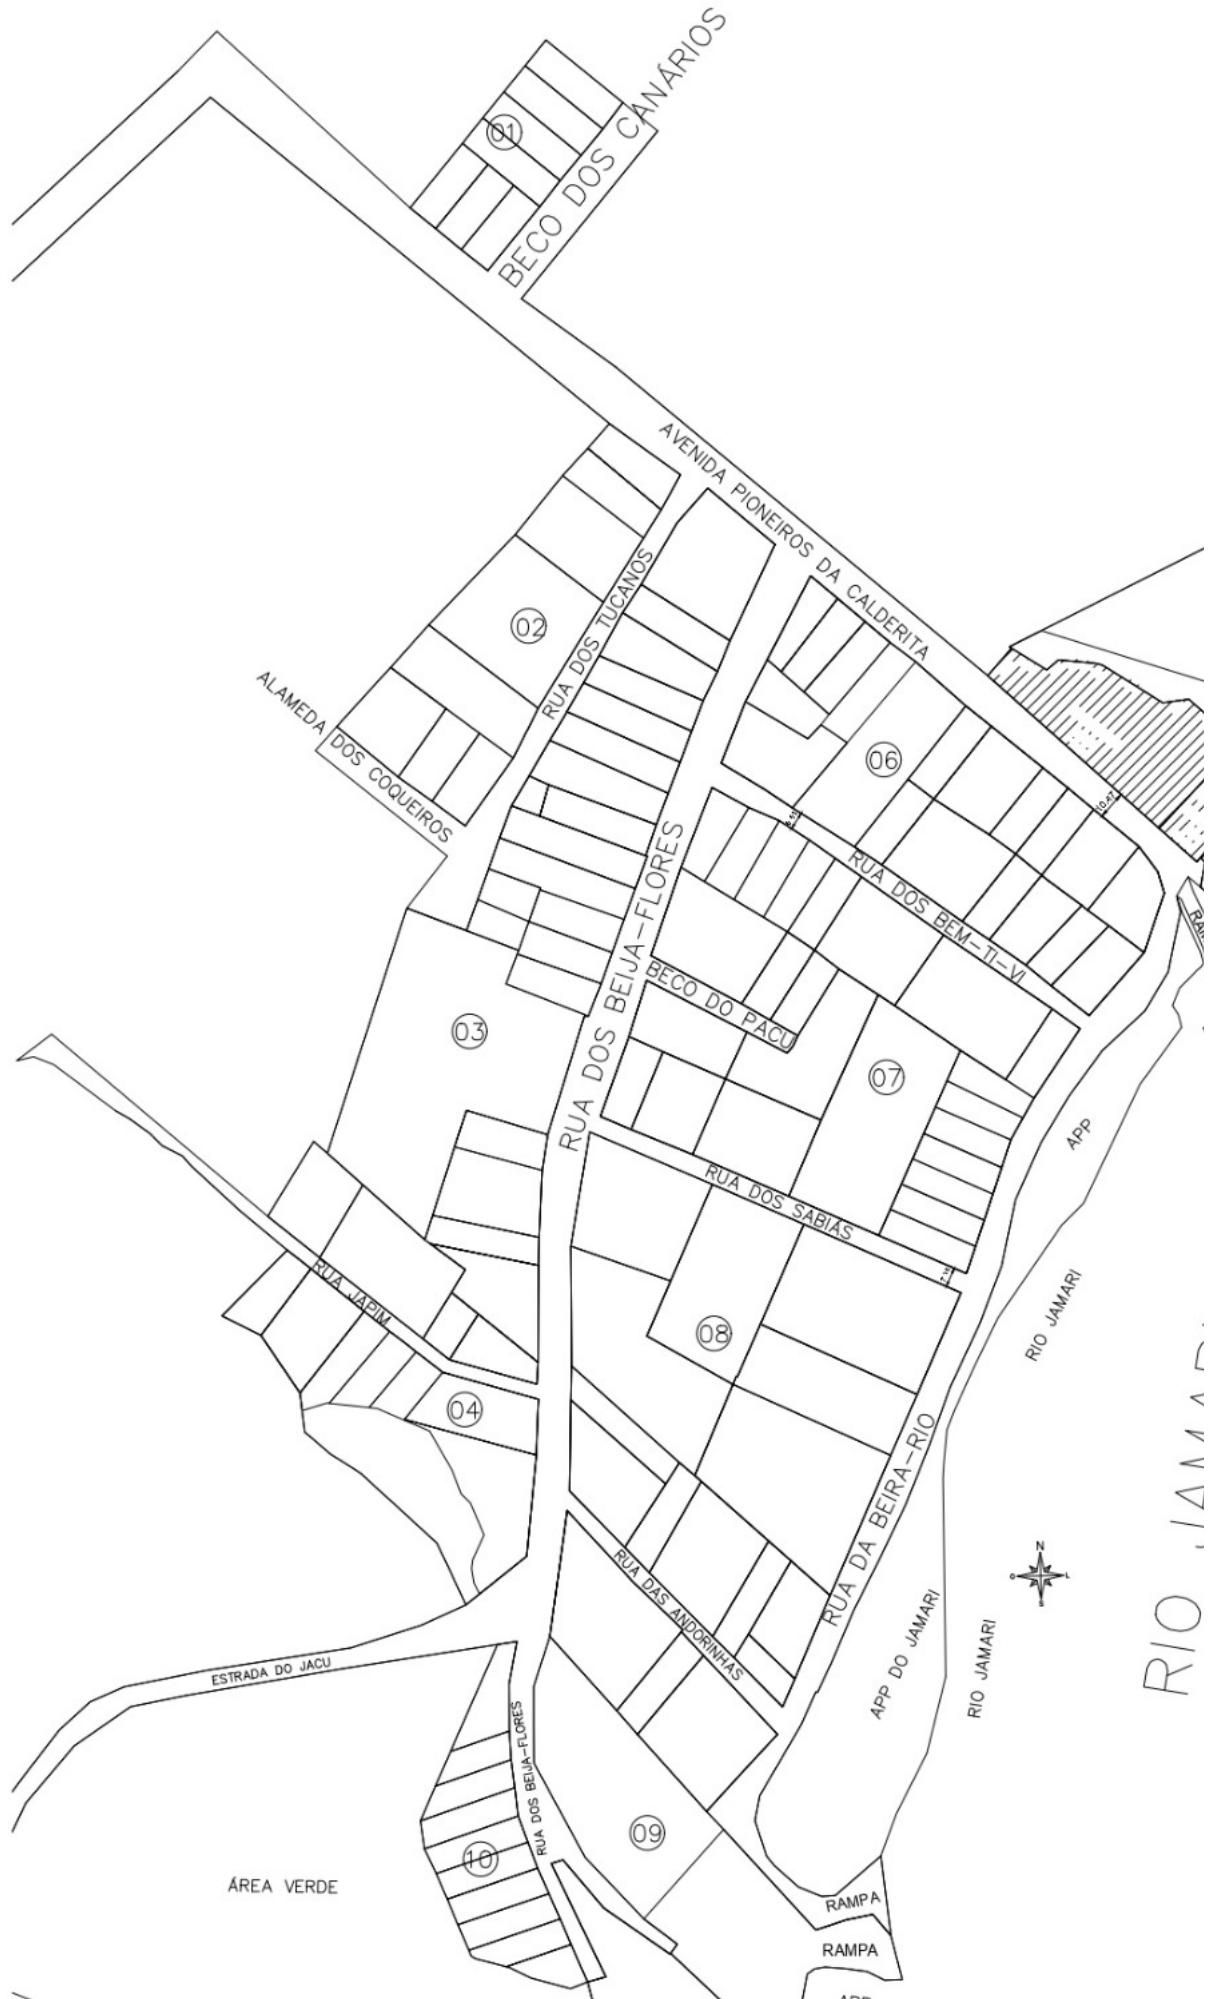 BECO DOS CANÁRIOS
01
AVENIDA PIONEIROS DA CALDERITA
RUA DOS TUCANOS
02
ALAMEDA DOS COQUEIROS
06
10.47
RUA DOS BEM-TI-VI
RUA DOS BEIJA-FLORES
BECO DO PACU
03
07
APP
RUA DOS SABIÁS
RUA JAPIM
RIO JAMARI
08
04
RUA DA BEIRA-RIO
RIO JAMARI
N
O
L
S
RUA DAS ANDORINHAS
APP DO JAMARI
RIO JAMARI
ESTRADA DO JACU
RUA DOS BEIJA-FLORES
09
10
ÁREA VERDE
RAMPA
RAMPA